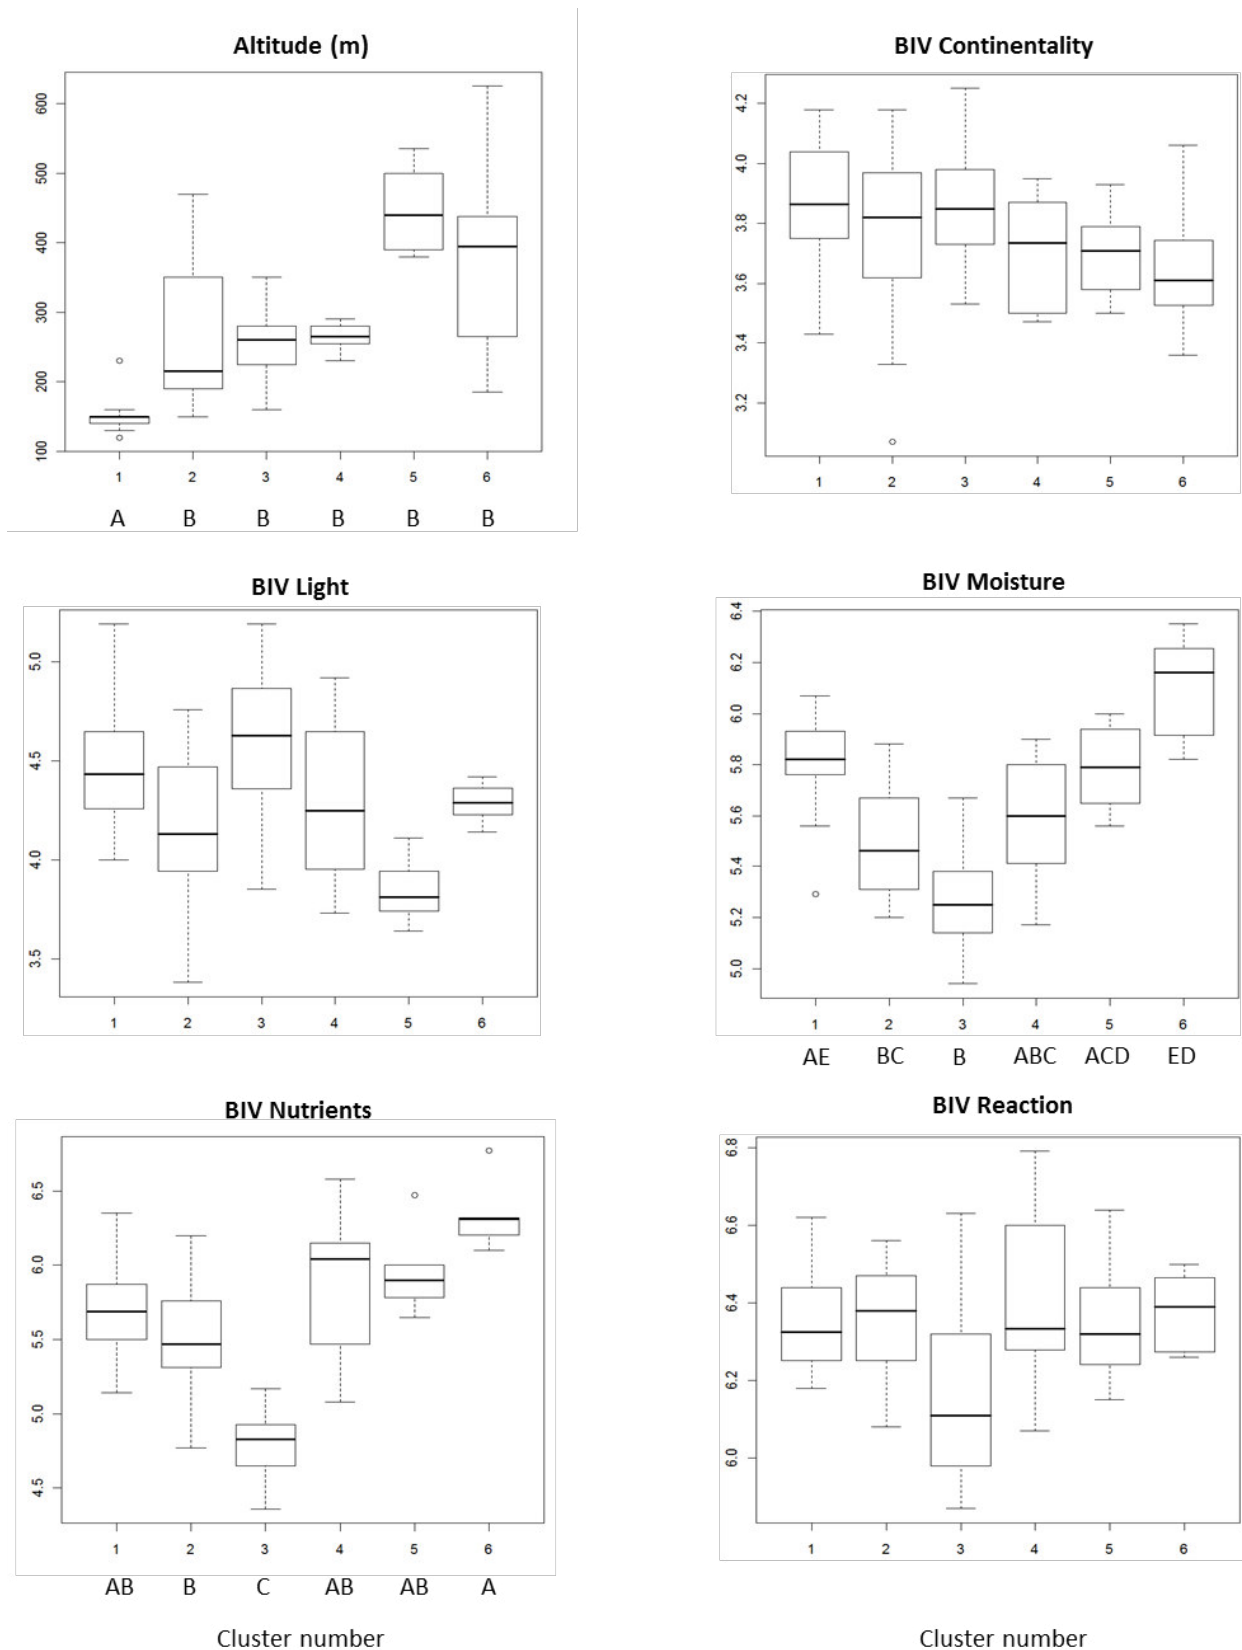 Altitude (m)
600
500
400
300
200
100
1 2 3 4 5 6
A B B B B B
BIV Continentality
4.2
4.0
3.8
3.6
3.4
3.2
1 2 3 4 5 6
BIV Light
5.0
4.5
4.0
3.5
1 2 3 4 5 6
BIV Moisture
6.4
6.2
6.0
5.8
5.6
5.4
5.2
5.0
1 2 3 4 5 6
AE BC B ABC ACD ED
BIV Nutrients
6.5
6.0
5.5
5.0
4.5
1 2 3 4 5 6
AB B C AB AB A
Cluster number
BIV Reaction
6.8
6.6
6.4
6.2
6.0
1 2 3 4 5 6
Cluster number